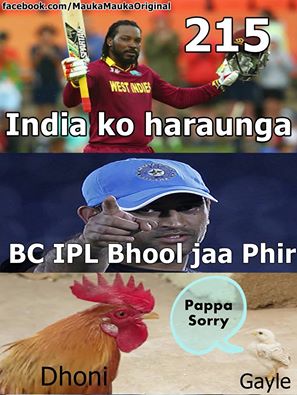 facebook.com/MaukaMaukaOriginal
215
WEST INDIES
India ko haraunga
BC IPL Bhool jaa Phir
Pappa
Sorry
Dhoni
Gayle